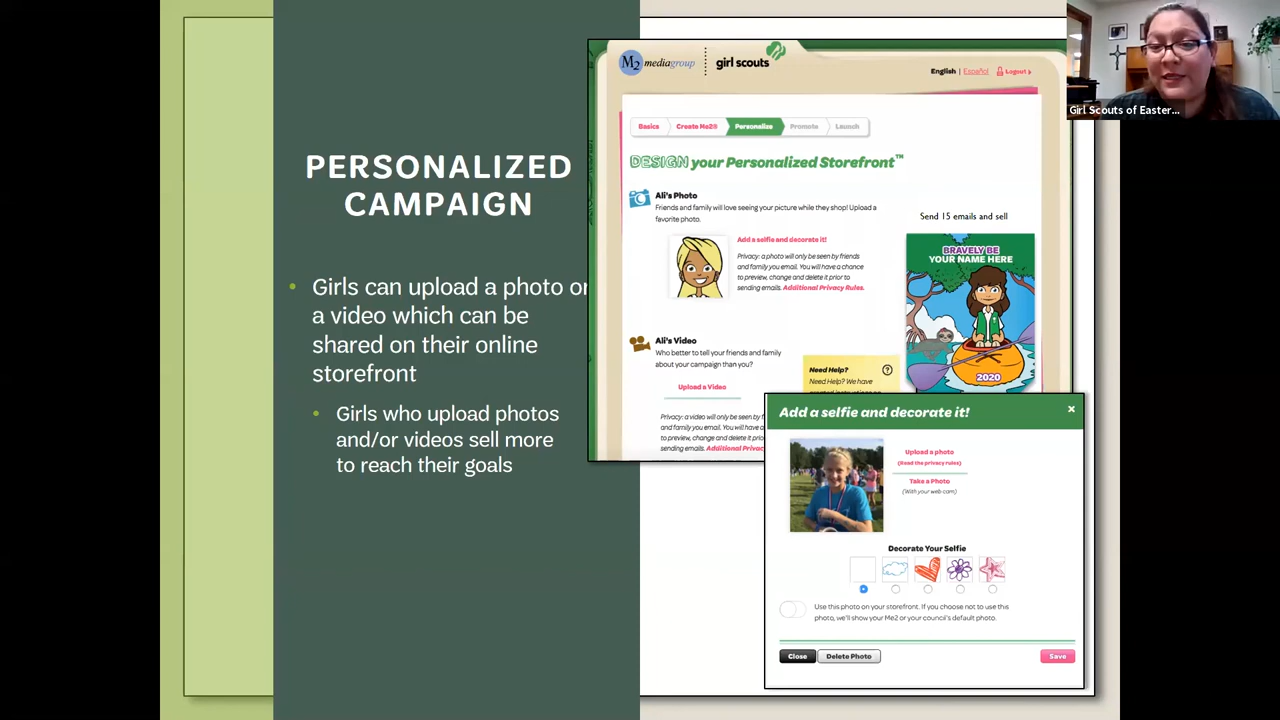 PERSONALIZED
CAMPAIGN
Girls can upload a photo or
a video which can be
shared on their online
storefront
Girls who upload photos
and/or videos sell more
to reach their goals
M2 mediagroup
girl scouts
English | Español
Logout
Basics
Create Me2®
Personalize
Promote
Launch
DESIGN your Personalized Storefront™
Ali's Photo
Friends and family will love seeing your picture while they shop! Upload a
favorite photo.
Add a selfie and decorate it!
Privacy: a photo will only be seen by friends
and family you email. You will have a chance
to preview, change and delete it prior to
sending emails. Additional Privacy Rules.
Ali's Video
Who better to tell your friends and family
about your campaign than you?
Upload a Video
Privacy: a video will only be seen by
and family you email. You will have a
to preview, change and delete it prior
sending emails. Additional
Need Help?
Need Help? We have
Send 15 emails and sell
BRAVELY BE
YOUR NAME HERE
2020
Add a selfie and decorate it!
x
Upload a photo
(Read the privacy rules)
Take a Photo
(With your web cam)
Decorate Your Selfie
Use this photo on your storefront. If you choose not to use this
photo, we'll show your Me2 or your council's default photo.
Close
Delete Photo
Save
Girl Scouts of Easter...